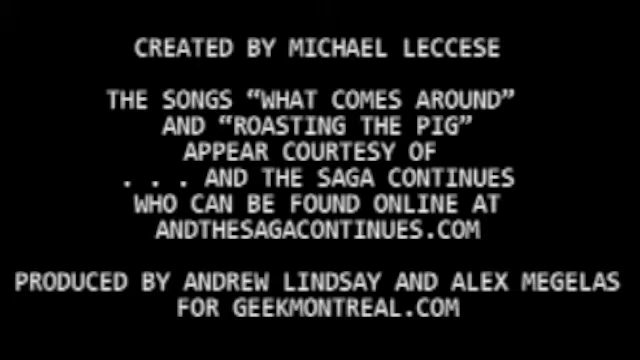 CREATED BY MICHAEL LECCESE
THE SONGS “WHAT COMES AROUND”
AND “ROASTING THE PIG”
APPEAR COURTESY OF
. . . AND THE SAGA CONTINUES
WHO CAN BE FOUND ONLINE AT
ANDTHESAGACONTINUES.COM
PRODUCED BY ANDREW LINDSAY AND ALEX MEGELAS
FOR GEEKMONTREAL.COM